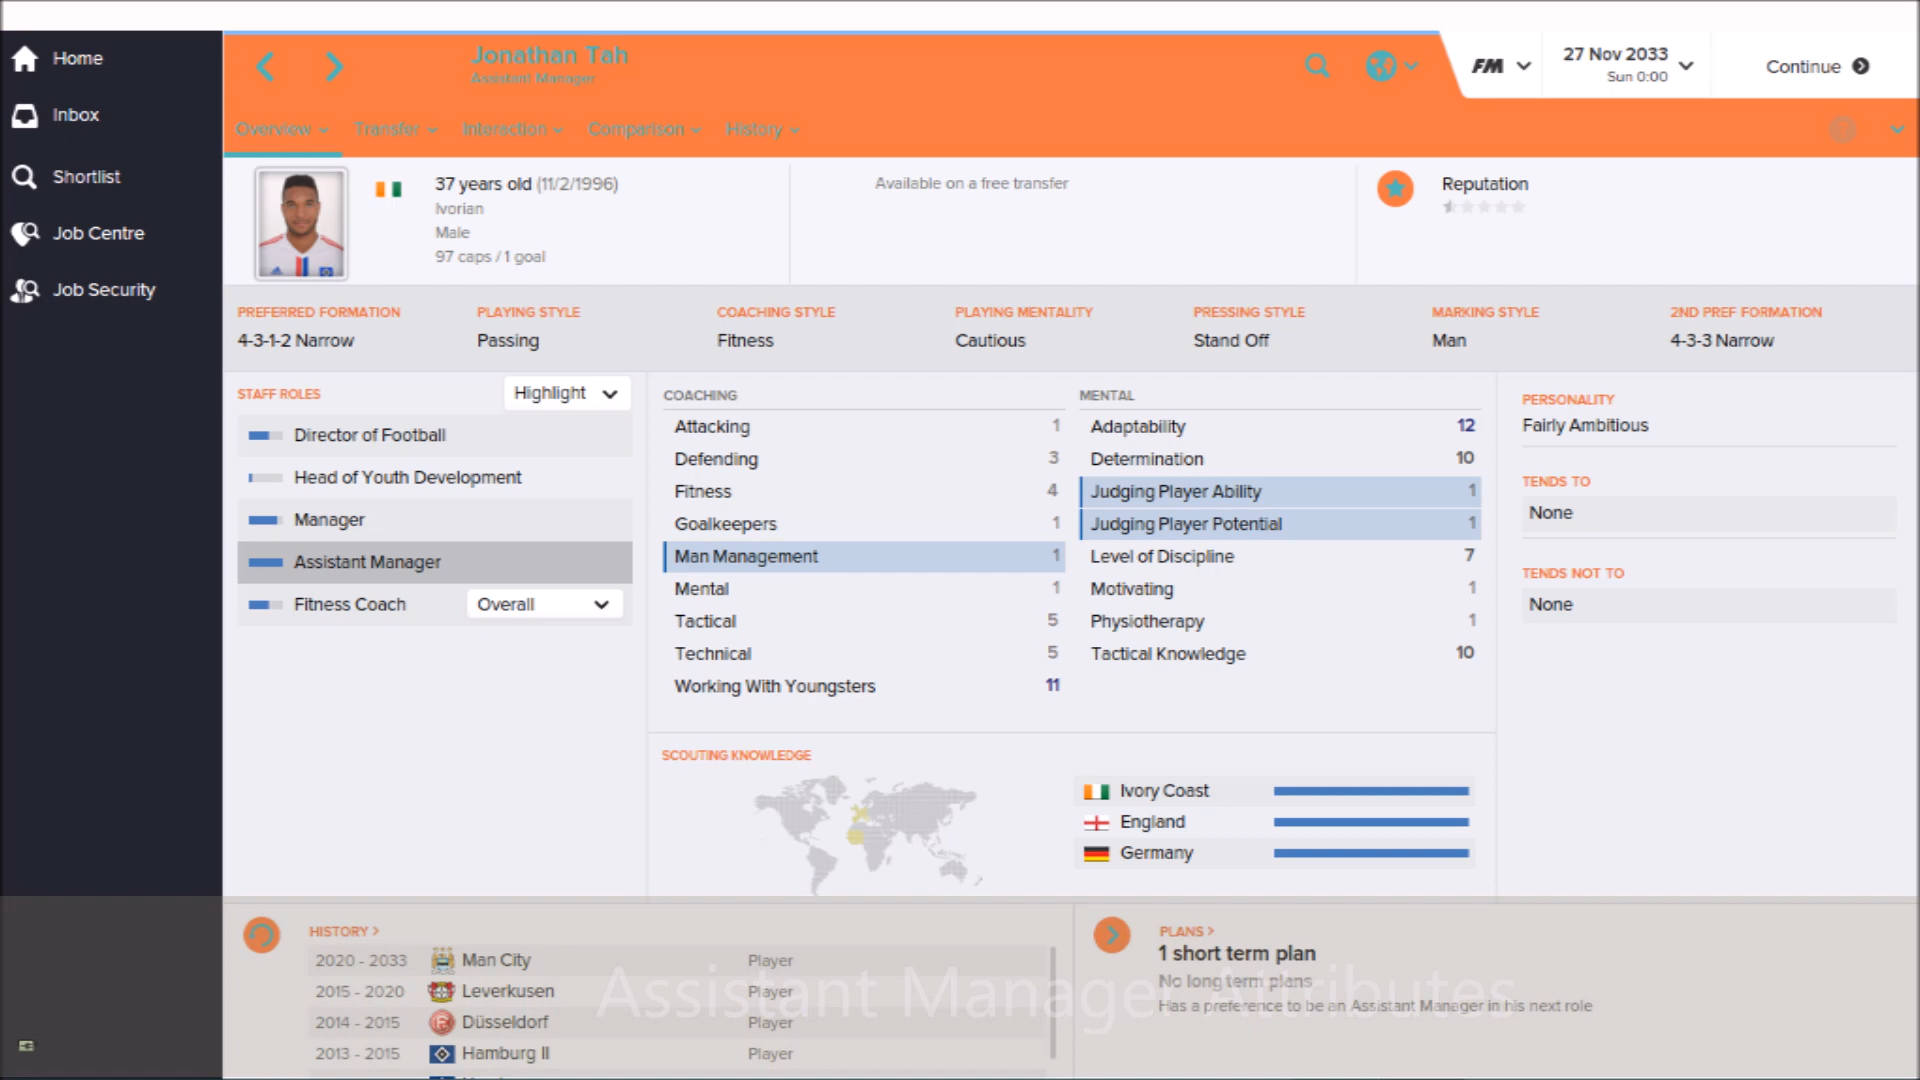 Home
Inbox
Shortlist
Job Centre
Job Security
Jonathan Tah
Assistant Manager
FM
27 Nov 2033
Sun 0:00
Continue
Overview Transfer Interaction Comparison History
37 years old (11/2/1996)
Ivorian
Male
97 caps / 1 goal
Available on a free transfer
Reputation
PREFERRED FORMATION
4-3-1-2 Narrow
PLAYING STYLE
Passing
COACHING STYLE
Fitness
PLAYING MENTALITY
Cautious
PRESSING STYLE
Stand Off
MARKING STYLE
Man
2ND PREF FORMATION
4-3-3 Narrow
STAFF ROLES
Highlight
Director of Football
Head of Youth Development
Manager
Assistant Manager
Fitness Coach Overall
COACHING
Attacking 1
Defending 3
Fitness 4
Goalkeepers 1
Man Management 1
Mental 1
Tactical 5
Technical 5
Working With Youngsters 11
MENTAL
Adaptability 12
Determination 10
Judging Player Ability 1
Judging Player Potential 1
Level of Discipline 7
Motivating 1
Physiotherapy 1
Tactical Knowledge 10
PERSONALITY
Fairly Ambitious
TENDS TO
None
TENDS NOT TO
None
SCOUTING KNOWLEDGE
Ivory Coast
England
Germany
HISTORY >
2020 - 2033 Man City Player
2015 - 2020 Leverkusen Player
2014 - 2015 Düsseldorf Player
2013 - 2015 Hamburg II Player
PLANS >
1 short term plan
No long term plans
Has a preference to be an Assistant Manager in his next role
Assistant Manager Attributes